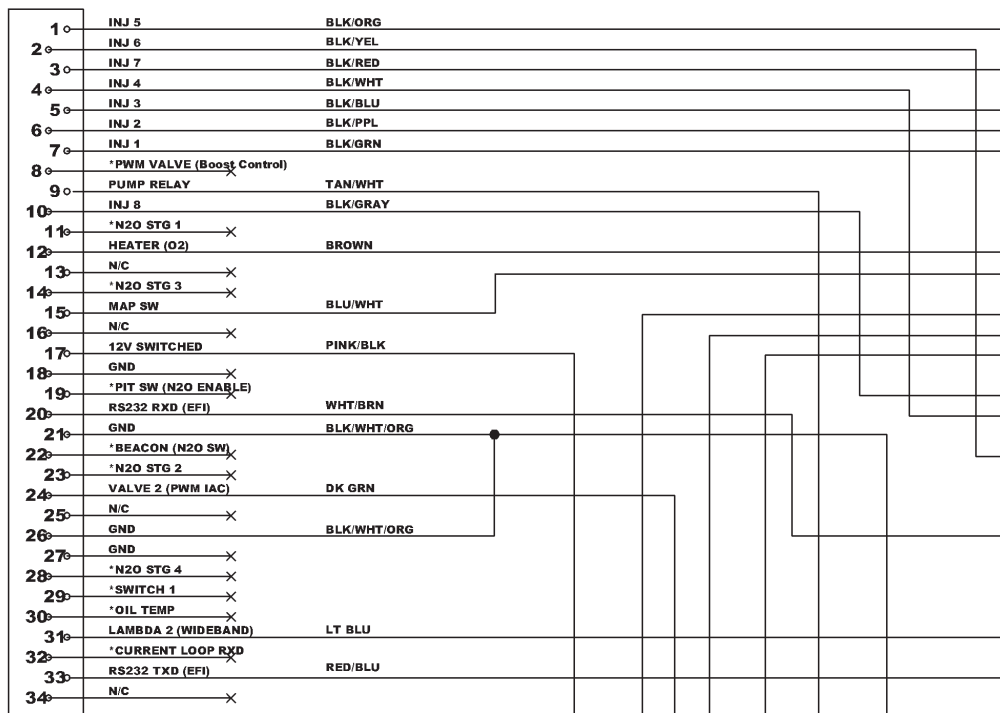 1 INJ 5 BLK/ORG
2 INJ 6 BLK/YEL
3 INJ 7 BLK/RED
4 INJ 4 BLK/WHT
5 INJ 3 BLK/BLU
6 INJ 2 BLK/PPL
7 INJ 1 BLK/GRN
8 *PWM VALVE (Boost Control)
9 PUMP RELAY TAN/WHT
10 INJ 8 BLK/GRAY
11 *N2O STG 1
12 HEATER (O2) BROWN
13 N/C
14 *N2O STG 3
15 MAP SW BLU/WHT
16 N/C
17 12V SWITCHED PINK/BLK
18 GND
19 *PIT SW (N2O ENABLE)
20 RS232 RXD (EFI) WHT/BRN
21 GND BLK/WHT/ORG
22 *BEACON (N2O SW)
23 *N2O STG 2
24 VALVE 2 (PWM IAC) DK GRN
25 N/C
26 GND BLK/WHT/ORG
27 GND
28 *N2O STG 4
29 *SWITCH 1
30 *OIL TEMP
31 LAMBDA 2 (WIDEBAND) LT BLU
32 *CURRENT LOOP RXD
33 RS232 TXD (EFI) RED/BLU
34 N/C